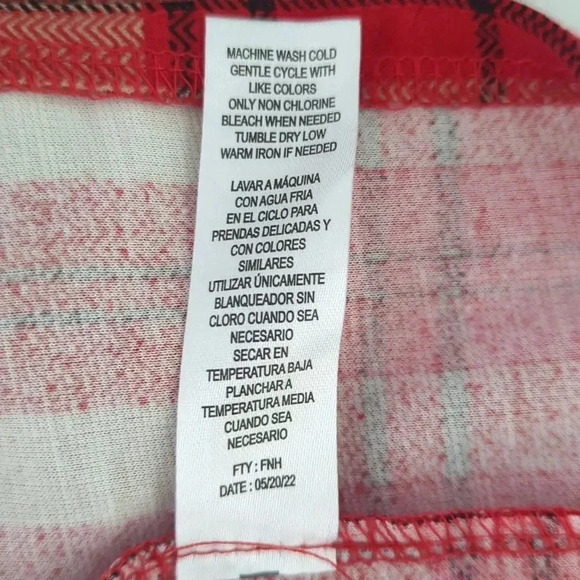 MACHINE WASH COLD
GENTLE CYCLE WITH
LIKE COLORS
ONLY NON CHLORINE
BLEACH WHEN NEEDED
TUMBLE DRY LOW
WARM IRON IF NEEDED
LAVAR A MÁQUINA
CON AGUA FRIA
EN EL CICLO PARA
PRENDAS DELICADAS Y
CON COLORES
SIMILARES
UTILIZAR ÚNICAMENTE
BLANQUEADOR SIN
CLORO CUANDO SEA
NECESARIO
SECAR EN
TEMPERATURA BAJA
PLANCHAR A
TEMPERATURA MEDIA
CUANDO SEA
NECESARIO
FTY : FNH
DATE : 05/20/22